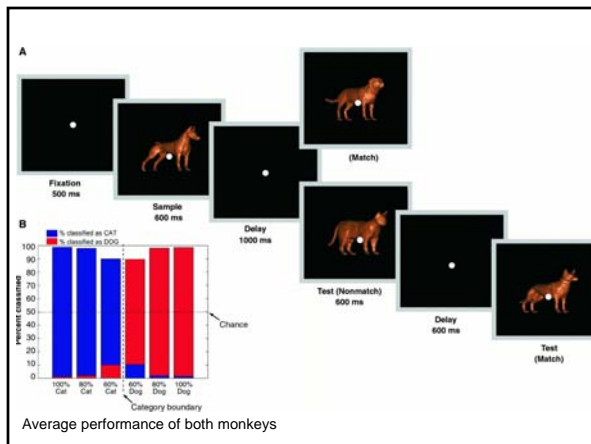 A
(Match)
Fixation
500 ms
Sample
600 ms
Delay
1000 ms
Test (Nonmatch)
600 ms
Delay
600 ms
Test
(Match)
B
% classified as CAT
% classified as DOG
Percent classified
100
90
80
70
60
50
40
30
20
10
0
Chance
100%
Cat
80%
Cat
60%
Cat
60%
Dog
80%
Dog
100%
Dog
Category boundary
Average performance of both monkeys